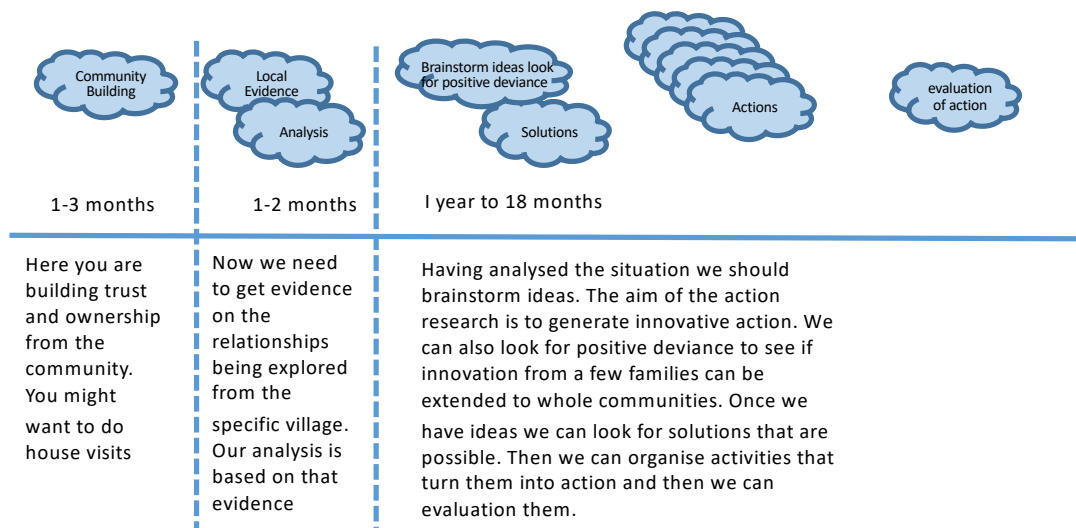 Community
Building
Local
Evidence
Analysis
Brainstorm ideas look
for positive deviance
Solutions
Actions
evaluation
of action
1-3 months
1-2 months
I year to 18 months
Here you are
building trust
and ownership
from the
community.
You might
want to do
house visits
Now we need
to get evidence
on the
relationships
being explored
from the
specific village.
Our analysis is
based on that
evidence
Having analysed the situation we should
brainstorm ideas. The aim of the action
research is to generate innovative action. We
can also look for positive deviance to see if
innovation from a few families can be
extended to whole communities. Once we
have ideas we can look for solutions that are
possible. Then we can organise activities that
turn them into action and then we can
evaluation them.